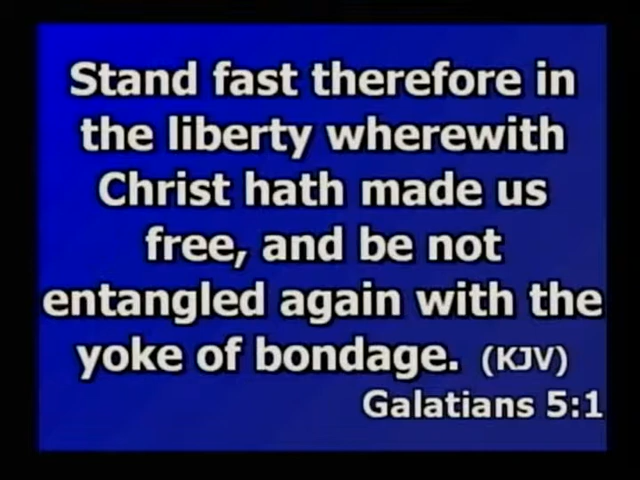 Stand fast therefore in
the liberty wherewith
Christ hath made us
free, and be not
entangled again with the
yoke of bondage. (KJV)
Galatians 5:1